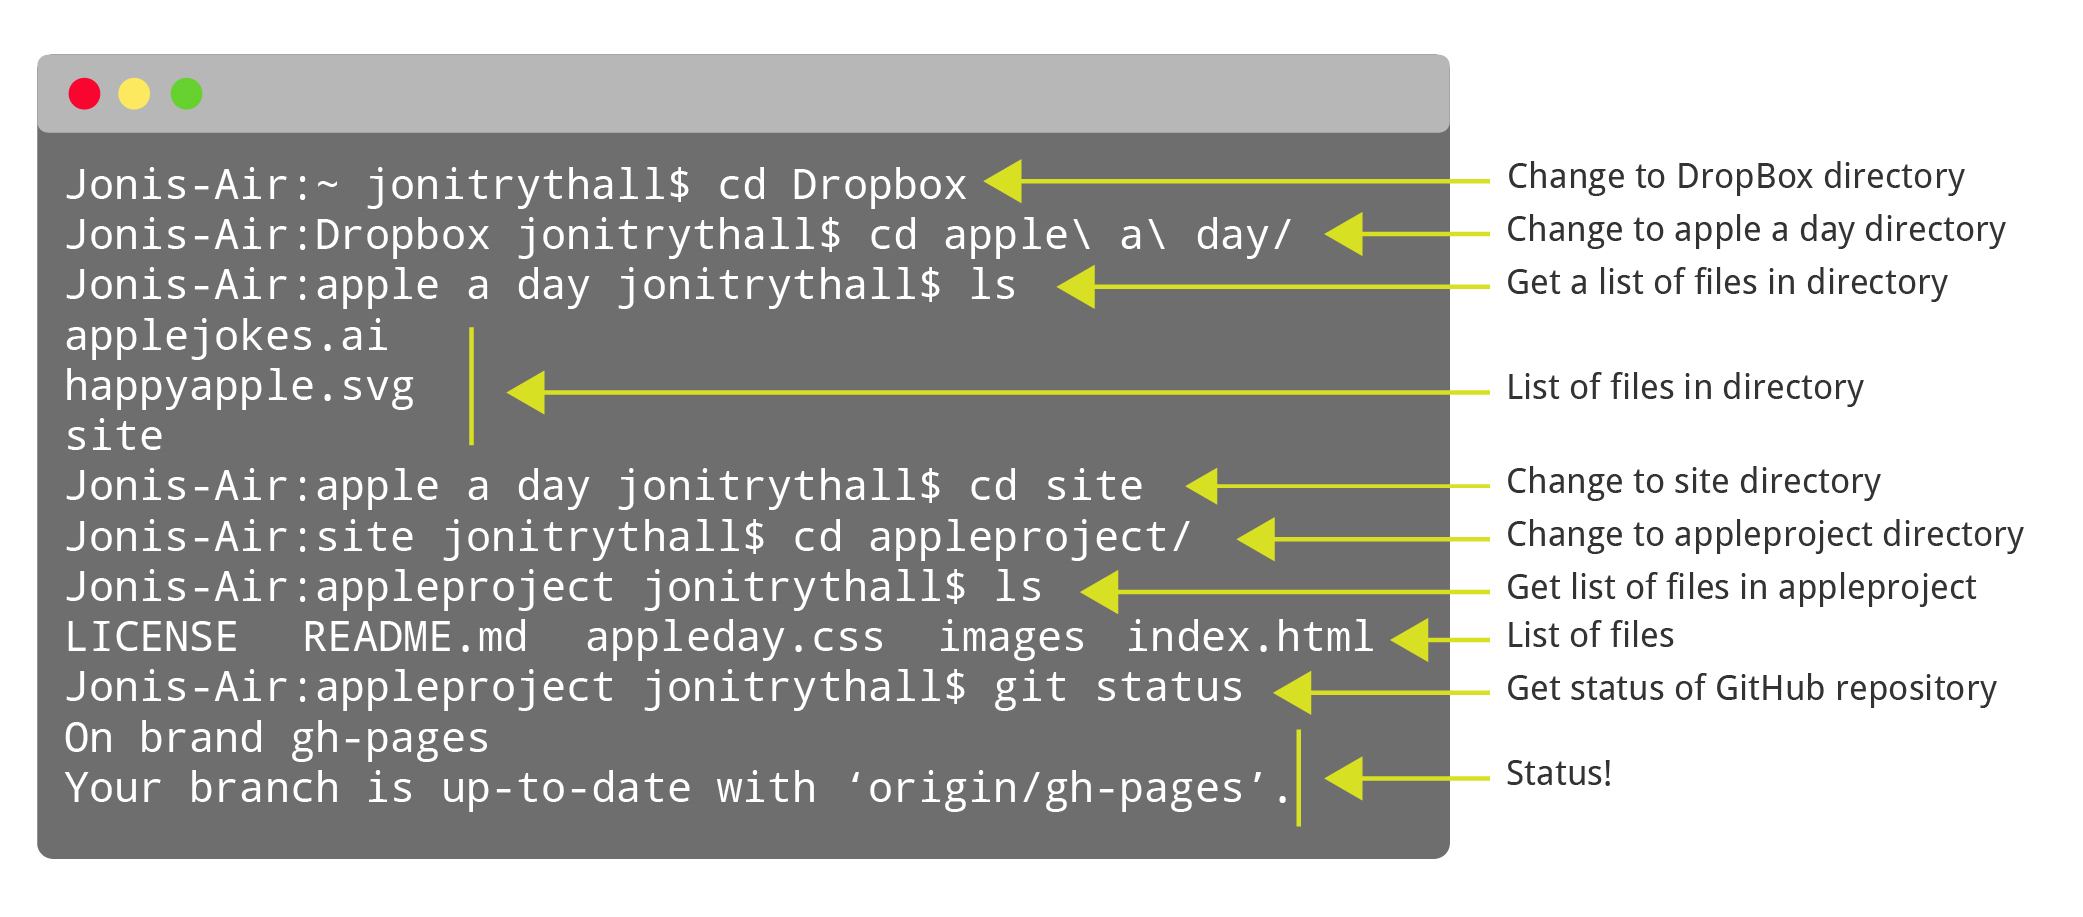 Jonis-Air:~ jonitrythall$ cd Dropbox
Change to DropBox directory
Jonis-Air:Dropbox jonitrythall$ cd apple\ a\ day/
Change to apple a day directory
Jonis-Air:apple a day jonitrythall$ ls
Get a list of files in directory
applejokes.ai
happyapple.svg
List of files in directory
site
Jonis-Air:apple a day jonitrythall$ cd site
Change to site directory
Jonis-Air:site jonitrythall$ cd appleproject/
Change to appleproject directory
Jonis-Air:appleproject jonitrythall$ ls
Get list of files in appleproject
LICENSE README.md appleday.css images index.html
List of files
Jonis-Air:appleproject jonitrythall$ git status
Get status of GitHub repository
On brand gh-pages
Your branch is up-to-date with ‘origin/gh-pages’.
Status!